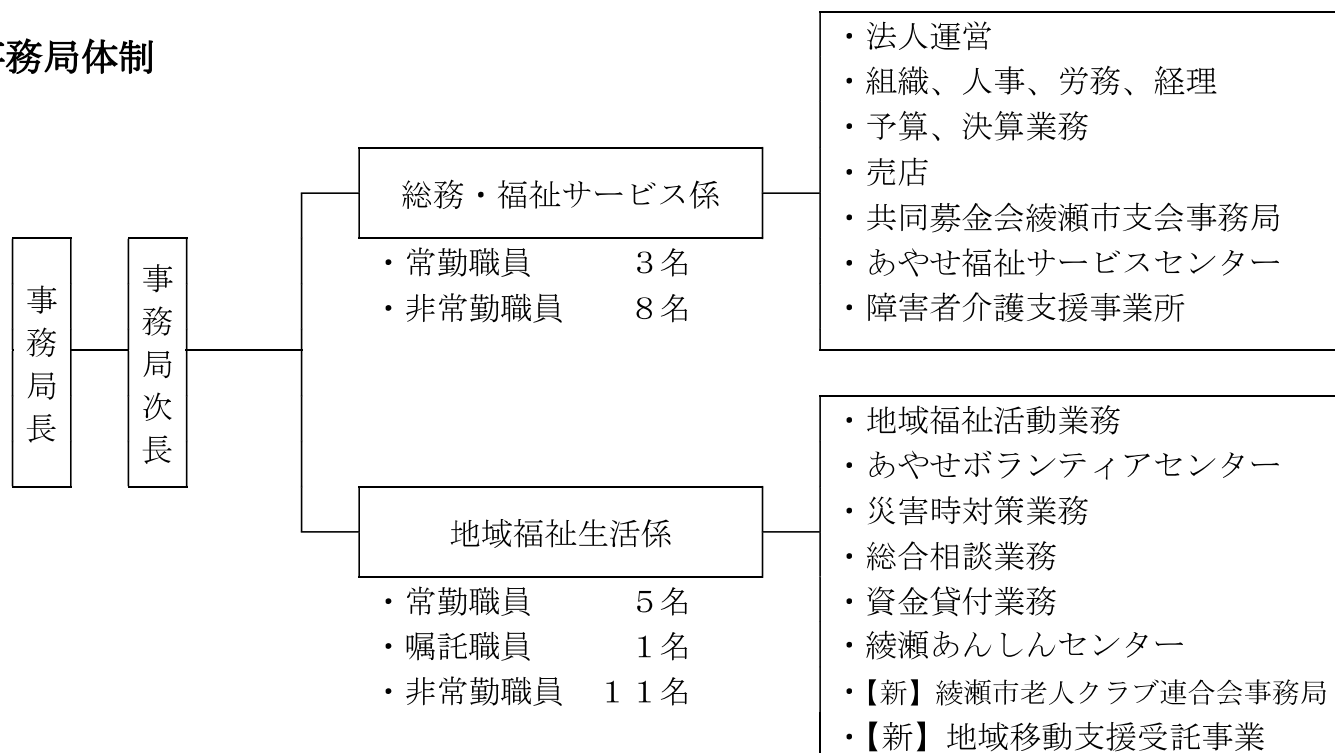 務局体制
事務局長
事務局次長
総務・福祉サービス係
・常勤職員　　　３名
・非常勤職員　　８名
・法人運営
・組織、人事、労務、経理
・予算、決算業務
・売店
・共同募金会綾瀬市支会事務局
・あやせ福祉サービスセンター
・障害者介護支援事業所
地域福祉生活係
・常勤職員　　　５名
・嘱託職員　　　１名
・非常勤職員　１１名
・地域福祉活動業務
・あやせボランティアセンター
・災害時対策業務
・総合相談業務
・資金貸付業務
・綾瀬あんしんセンター
・【新】綾瀬市老人クラブ連合会事務局
・【新】地域移動支援受託事業